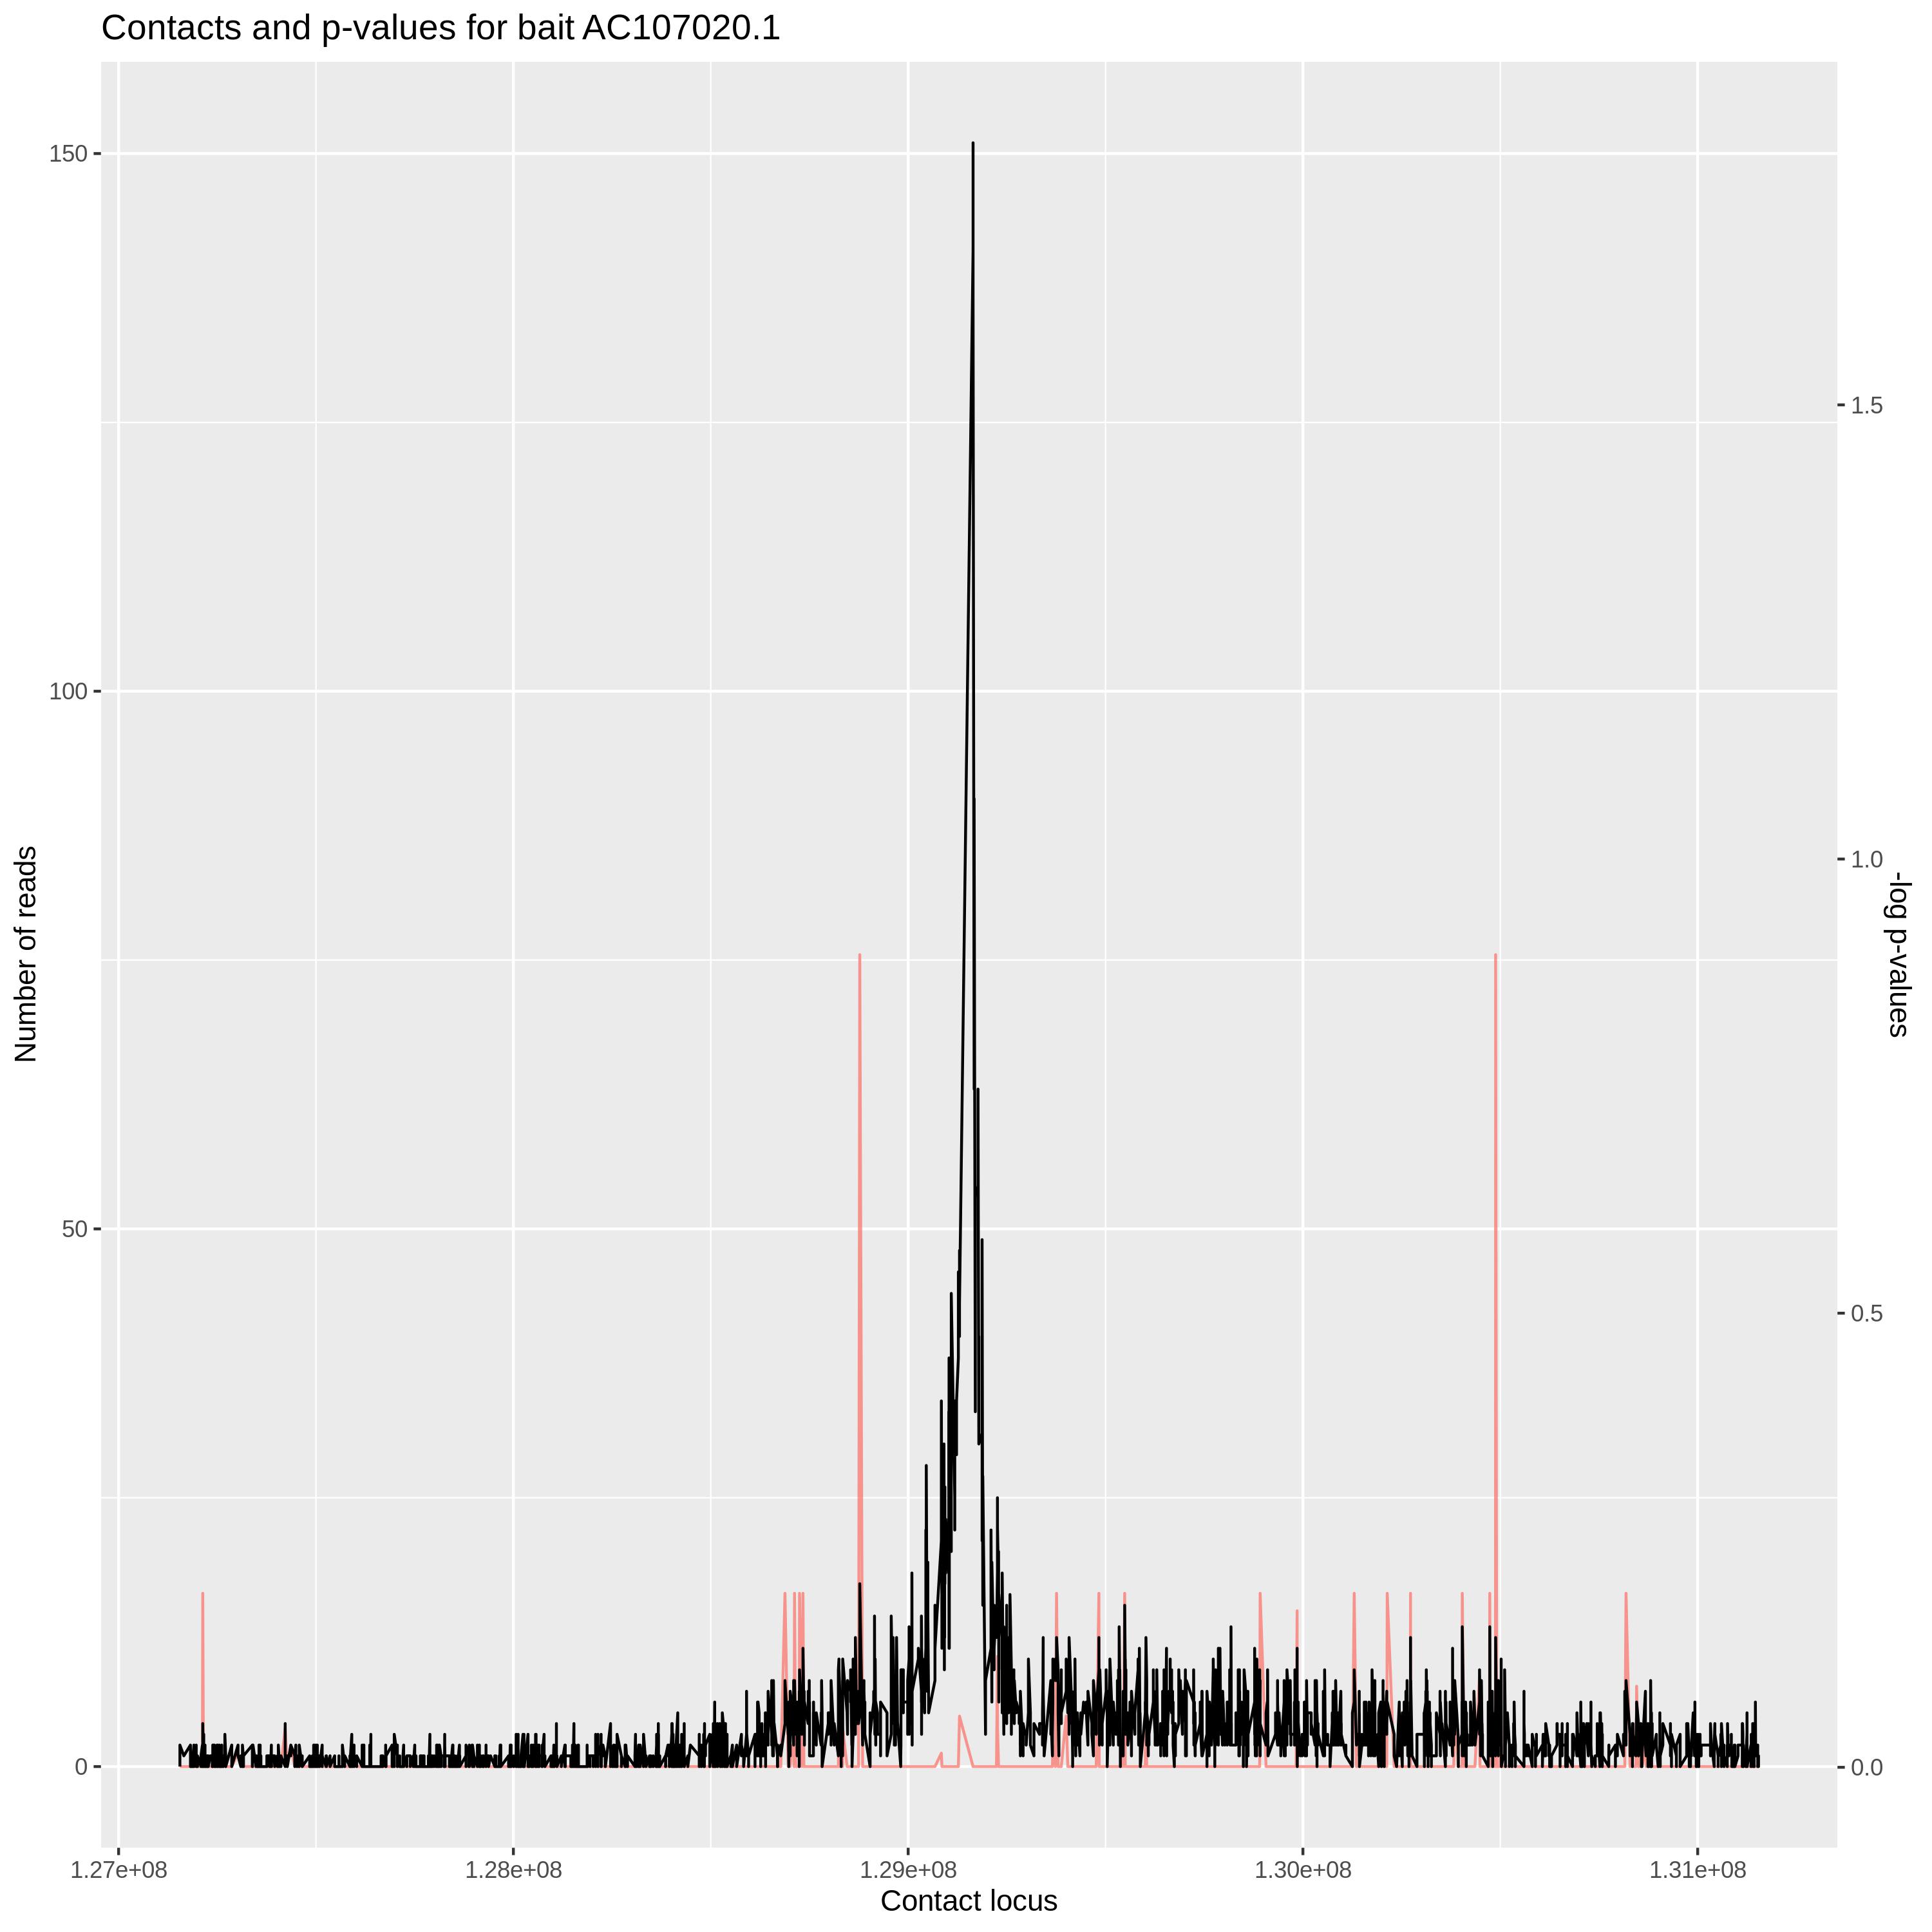 Contacts and p-values for bait AC107020.1
150
100
50
0
Number of reads
1.5
1.0
0.5
0.0
-log p-values
1.27e+08
1.28e+08
1.29e+08
1.30e+08
1.31e+08
Contact locus